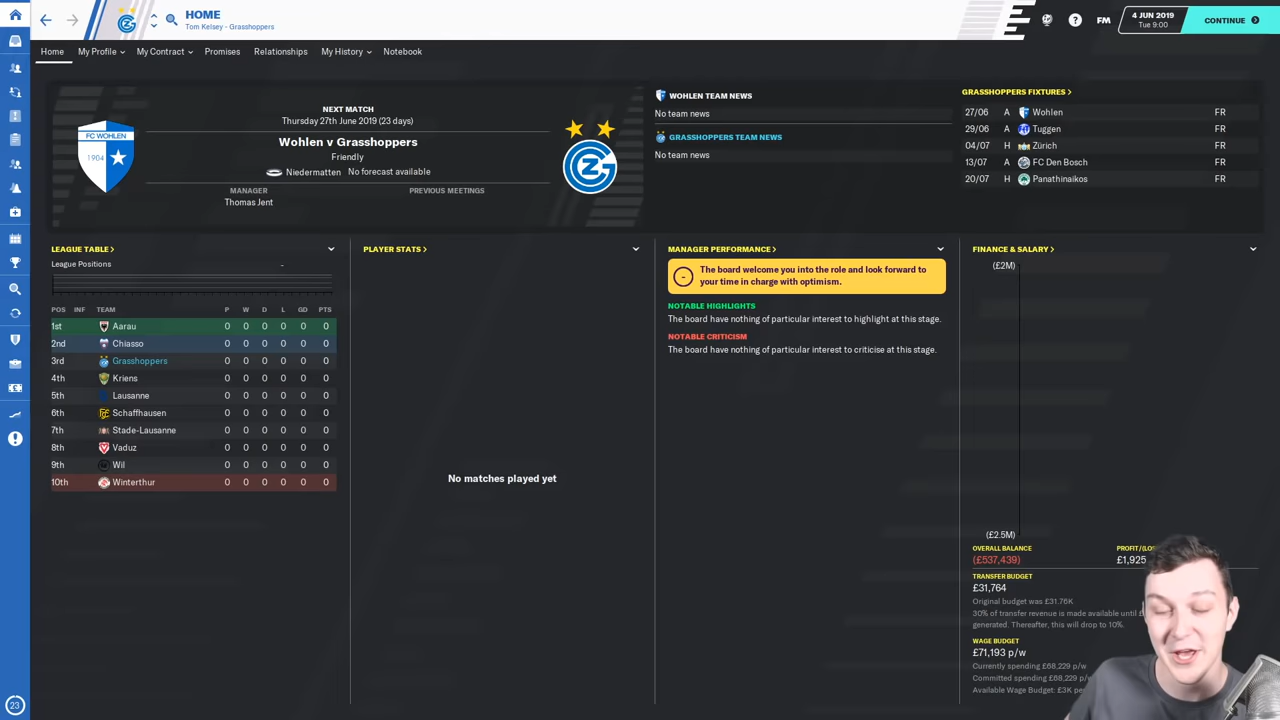 HOME
Tom Kelsey - Grasshoppers
FM
4 JUN 2019
Tue 9:00
CONTINUE
Home
My Profile
My Contract
Promises
Relationships
My History
Notebook
NEXT MATCH
Thursday 27th June 2019 (23 days)
Wohlen v Grasshoppers
Friendly
Niedermatten No forecast available
MANAGER
PREVIOUS MEETINGS
Thomas Jent
FC WOHLEN
1904
WOHLEN TEAM NEWS
No team news
GRASSHOPPERS TEAM NEWS
No team news
GRASSHOPPERS FIXTURES
27/06 A Wohlen FR
29/06 A Tuggen FR
04/07 H Zürich FR
13/07 A FC Den Bosch FR
20/07 H Panathinaikos FR
LEAGUE TABLE
League Positions
POS INF TEAM P W D L GD PTS
1st Aarau 0 0 0 0 0 0
2nd Chiasso 0 0 0 0 0 0
3rd Grasshoppers 0 0 0 0 0 0
4th Kriens 0 0 0 0 0 0
5th Lausanne 0 0 0 0 0 0
6th Schaffhausen 0 0 0 0 0 0
7th Stade-Lausanne 0 0 0 0 0 0
8th Vaduz 0 0 0 0 0 0
9th Wil 0 0 0 0 0 0
10th Winterthur 0 0 0 0 0 0
PLAYER STATS
No matches played yet
MANAGER PERFORMANCE
The board welcome you into the role and look forward to
your time in charge with optimism.
NOTABLE HIGHLIGHTS
The board have nothing of particular interest to highlight at this stage.
NOTABLE CRITICISM
The board have nothing of particular interest to criticise at this stage.
FINANCE & SALARY
(£2M)
(£2.5M)
OVERALL BALANCE
(£537,439)
£1,925
TRANSFER BUDGET
£31,764
Original budget was £31.76K
30% of transfer revenue is made available until
generated. Thereafter, this will drop to 10%.
WAGE BUDGET
£71,193 p/w
Currently spending £68,229 p/w
Committed spending £68,229 p/w
Available Wage Budget: £3K
23